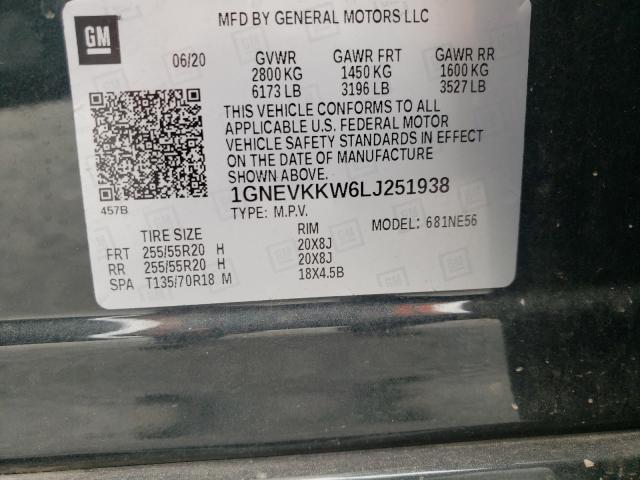 MFD BY GENERAL MOTORS LLC
GM
06/20 GVWR GAWR FRT GAWR RR
2800 KG 1450 KG 1600 KG
6173 LB 3196 LB 3527 LB
THIS VEHICLE CONFORMS TO ALL
APPLICABLE U.S. FEDERAL MOTOR
VEHICLE SAFETY STANDARDS IN EFFECT
ON THE DATE OF MANUFACTURE
SHOWN ABOVE.
1GNEVKKW6LJ251938
457B
TYPE: M.P.V. MODEL: 681NE56
TIRE SIZE RIM
FRT 255/55R20 H 20X8J
RR 255/55R20 H 20X8J
SPA T135/70R18 M 18X4.5B